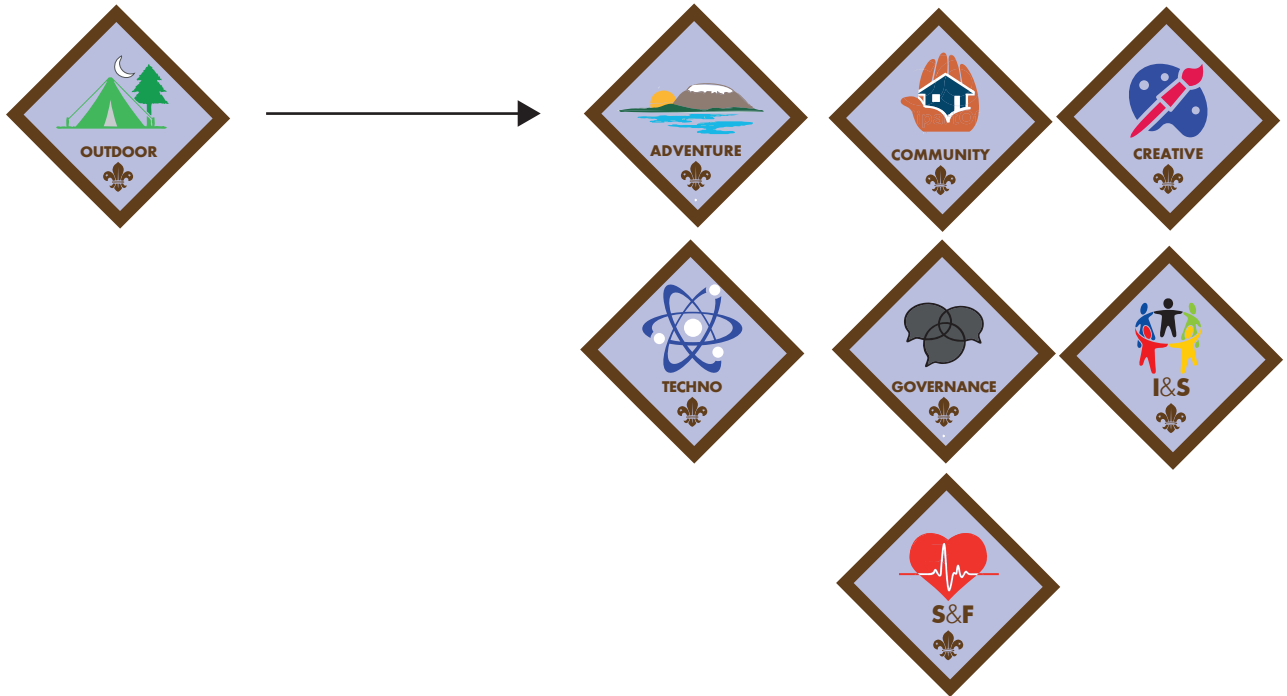 OUTDOOR
ADVENTURE
COMMUNITY
CREATIVE
TECHNO
GOVERNANCE
I&S
S&F